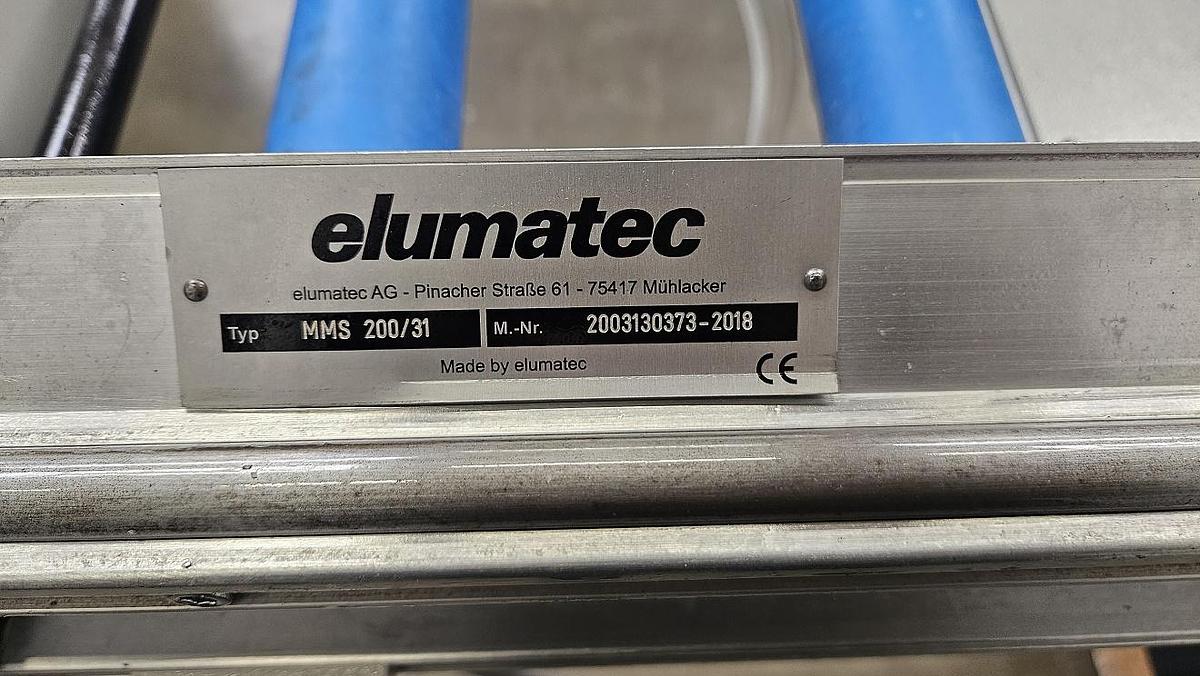 elumatec
elumatec AG - Pinacher Straße 61 - 75417 Mühlacker
Typ MMS 200/31 M.-Nr. 2003130373-2018
Made by elumatec CE